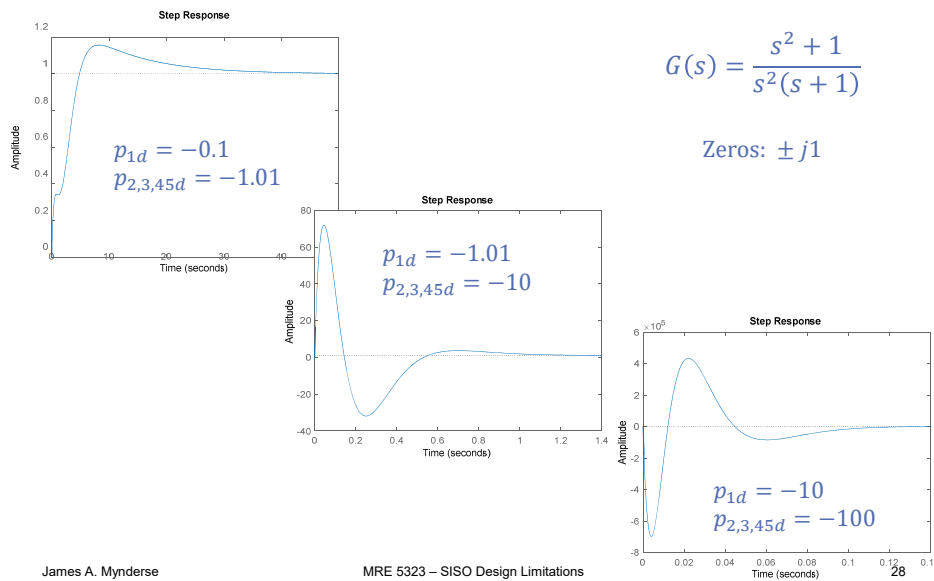 Step Response
1.2
1
0.8
0.6
0.4
0.2
0
Amplitude
0 10 20 30 40
Time (seconds)
p1d = −0.1
p2,3,45d = −1.01
G(s) = (s² + 1) / (s²(s + 1))
Zeros: ± j1
Step Response
80
60
40
20
0
-20
-40
Amplitude
0 0.2 0.4 0.6 0.8 1 1.2 1.4
Time (seconds)
p1d = −1.01
p2,3,45d = −10
Step Response
×10⁵
6
4
2
0
-2
-4
-6
-8
Amplitude
0 0.02 0.04 0.06 0.08 0.1 0.12 0.1
Time (seconds)
p1d = −10
p2,3,45d = −100
James A. Mynderse
MRE 5323 – SISO Design Limitations
28